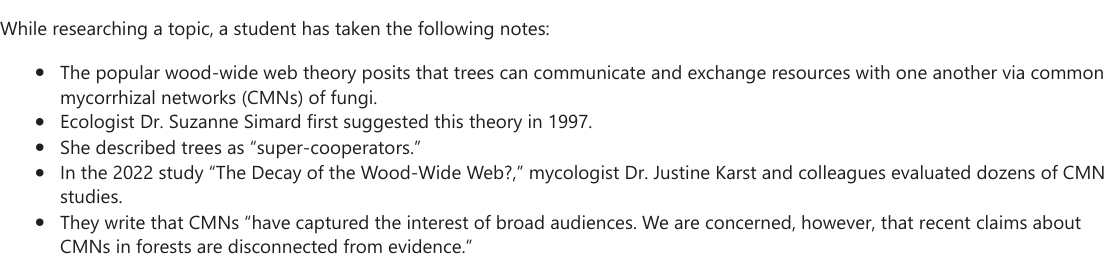 While researching a topic, a student has taken the following notes:
• The popular wood-wide web theory posits that trees can communicate and exchange resources with one another via common
mycorrhizal networks (CMNs) of fungi.
• Ecologist Dr. Suzanne Simard first suggested this theory in 1997.
• She described trees as “super-cooperators.”
• In the 2022 study “The Decay of the Wood-Wide Web?,” mycologist Dr. Justine Karst and colleagues evaluated dozens of CMN
studies.
• They write that CMNs “have captured the interest of broad audiences. We are concerned, however, that recent claims about
CMNs in forests are disconnected from evidence.”